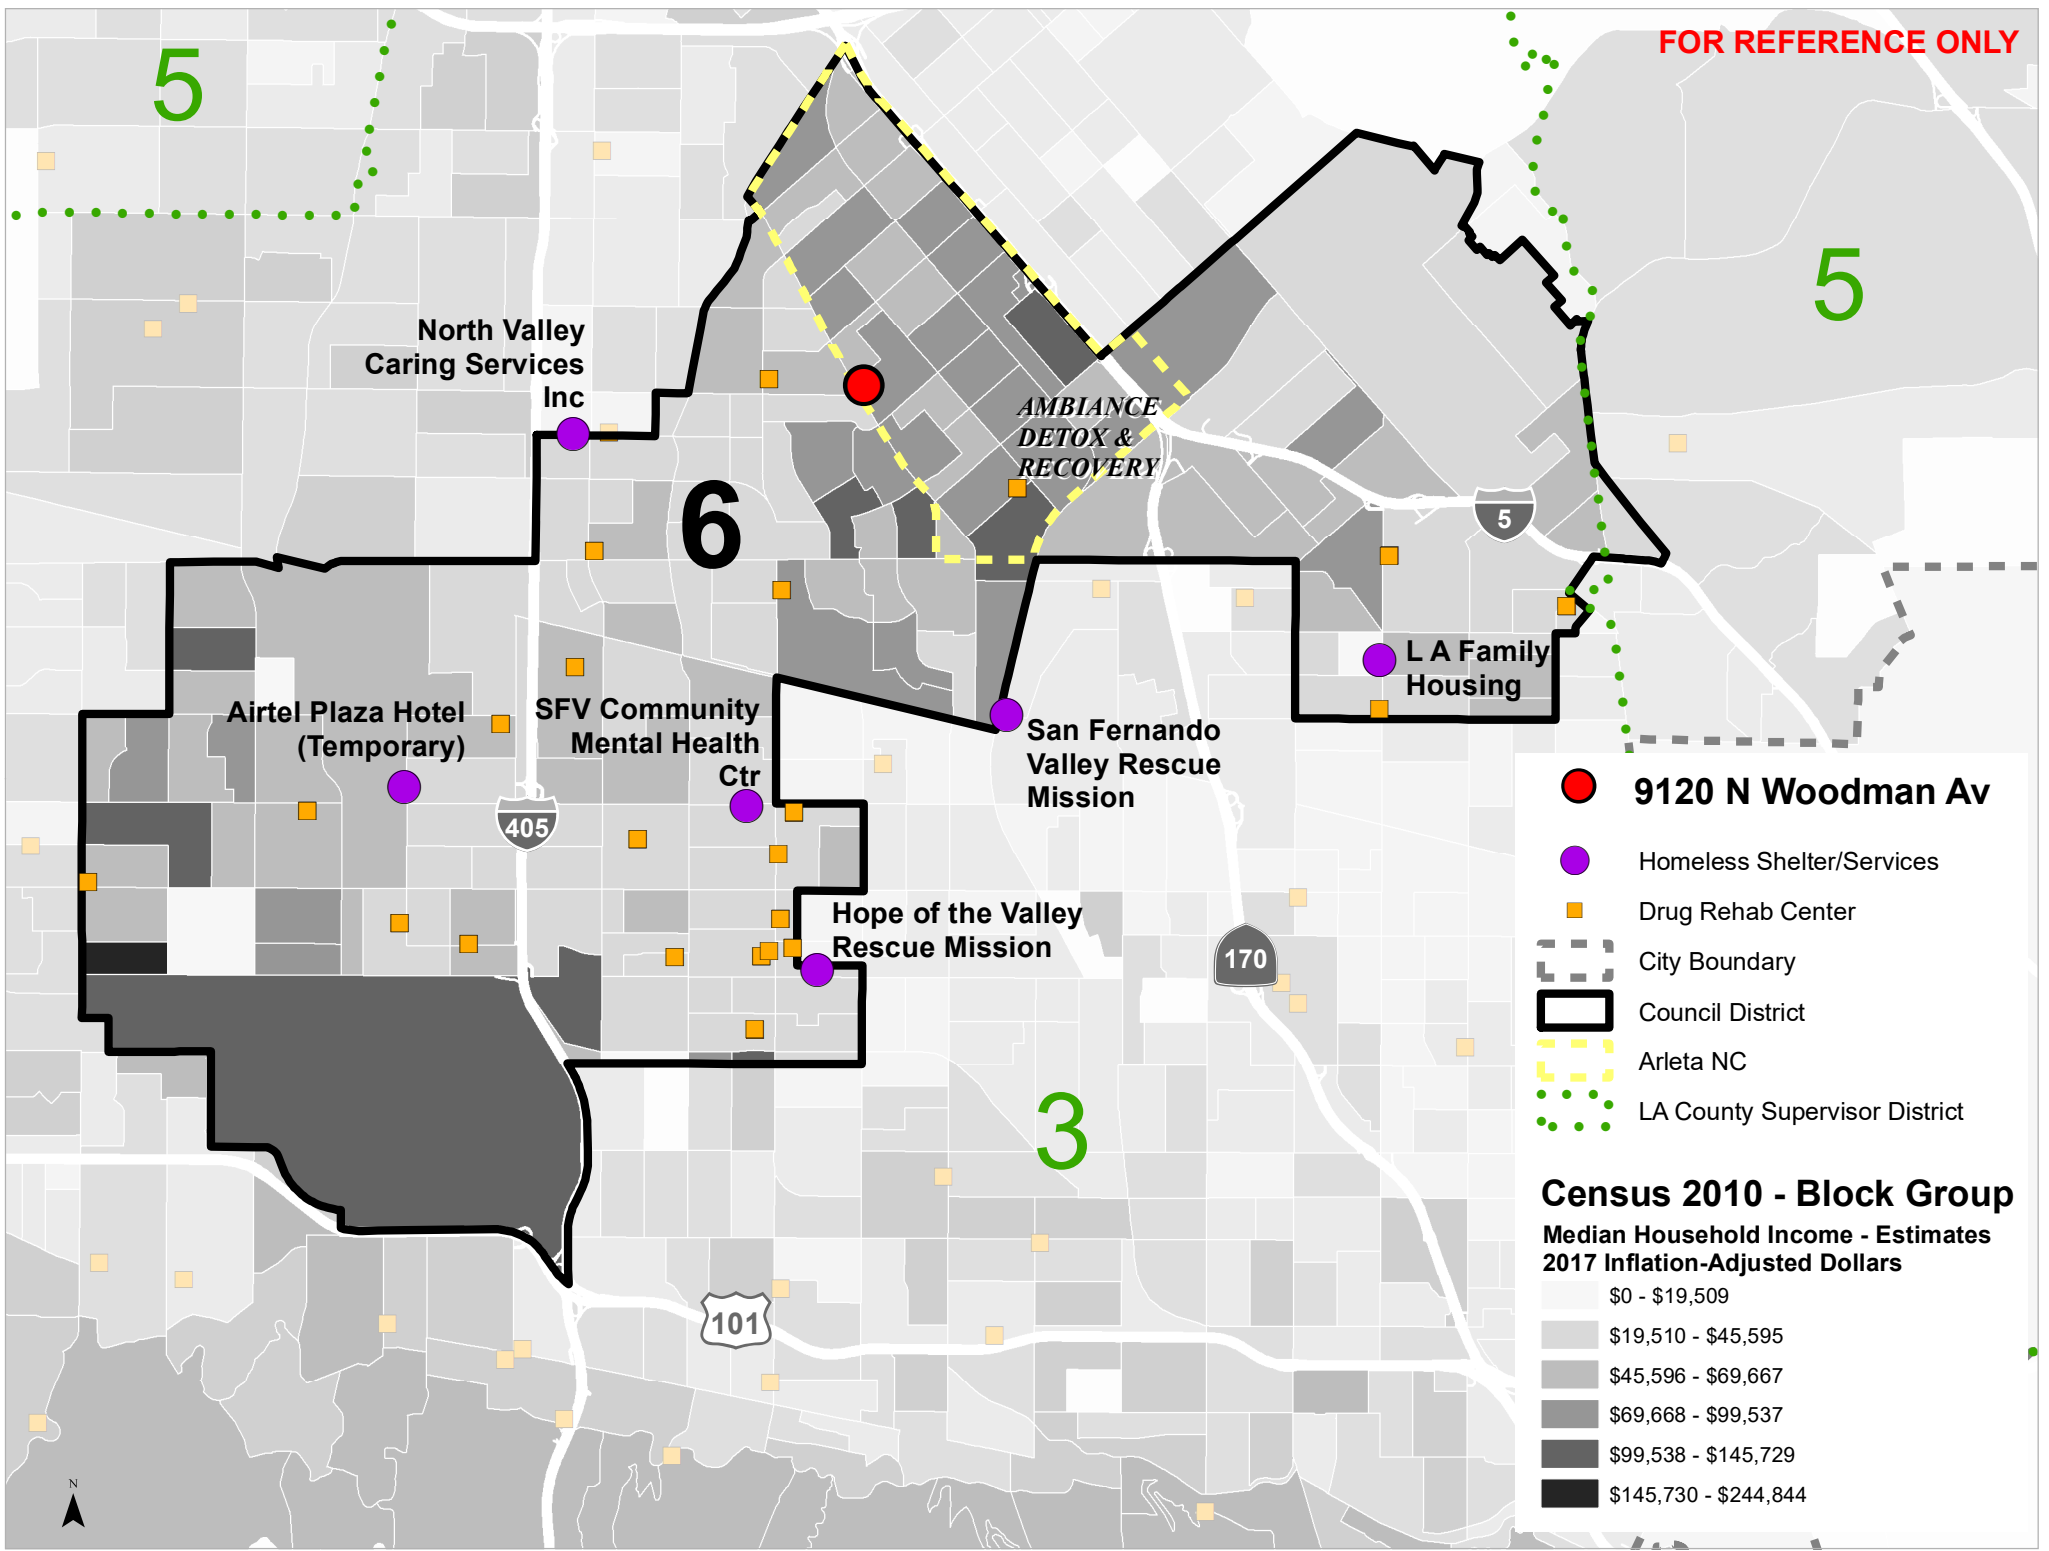 FOR REFERENCE ONLY
5
5
North Valley
Caring Services
Inc
AMBIANCE
DETOX &
RECOVERY
6
5
L A Family
Housing
Airtel Plaza Hotel
(Temporary)
SFV Community
Mental Health
Ctr
San Fernando
Valley Rescue
Mission
405
Hope of the Valley
Rescue Mission
170
3
101
N
9120 N Woodman Av
Homeless Shelter/Services
Drug Rehab Center
City Boundary
Council District
Arleta NC
LA County Supervisor District
Census 2010 - Block Group
Median Household Income - Estimates
2017 Inflation-Adjusted Dollars
$0 - $19,509
$19,510 - $45,595
$45,596 - $69,667
$69,668 - $99,537
$99,538 - $145,729
$145,730 - $244,844